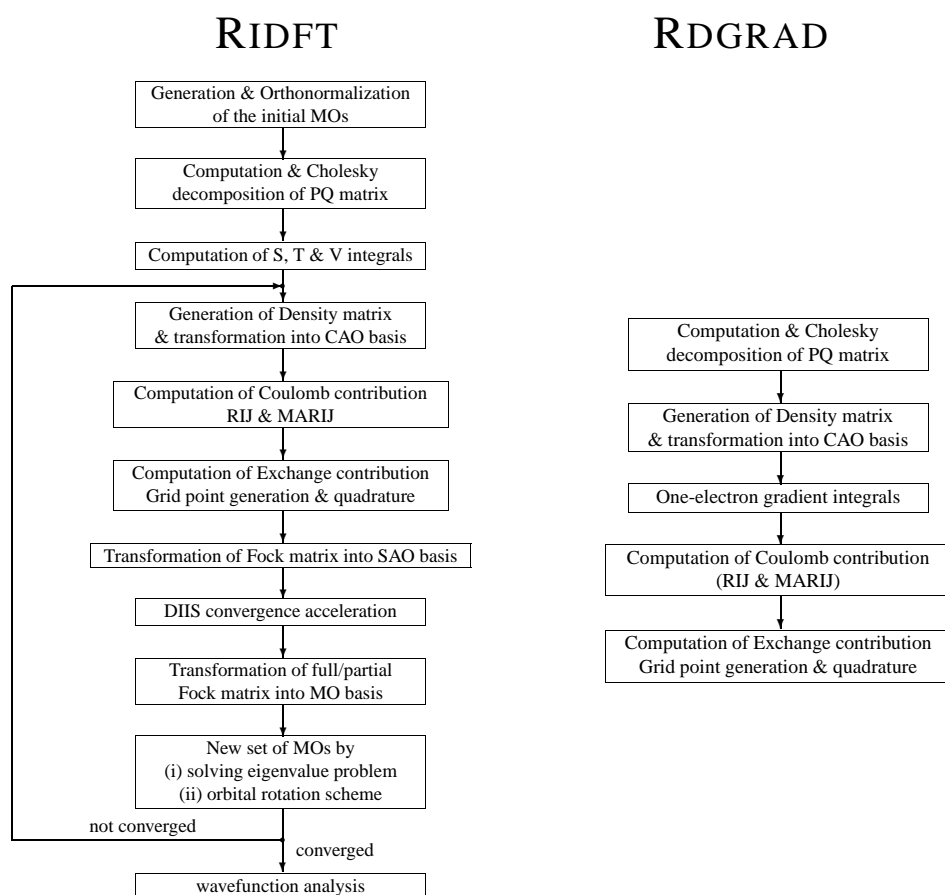 RIDFT
Generation & Orthonormalization
of the initial MOs
Computation & Cholesky
decomposition of PQ matrix
Computation of S, T & V integrals
Generation of Density matrix
& transformation into CAO basis
Computation of Coulomb contribution
RIJ & MARIJ
Computation of Exchange contribution
Grid point generation & quadrature
Transformation of Fock matrix into SAO basis
DIIS convergence acceleration
Transformation of full/partial
Fock matrix into MO basis
New set of MOs by
(i) solving eigenvalue problem
(ii) orbital rotation scheme
not converged
converged
wavefunction analysis
RDGRAD
Computation & Cholesky
decomposition of PQ matrix
Generation of Density matrix
& transformation into CAO basis
One-electron gradient integrals
Computation of Coulomb contribution
(RIJ & MARIJ)
Computation of Exchange contribution
Grid point generation & quadrature